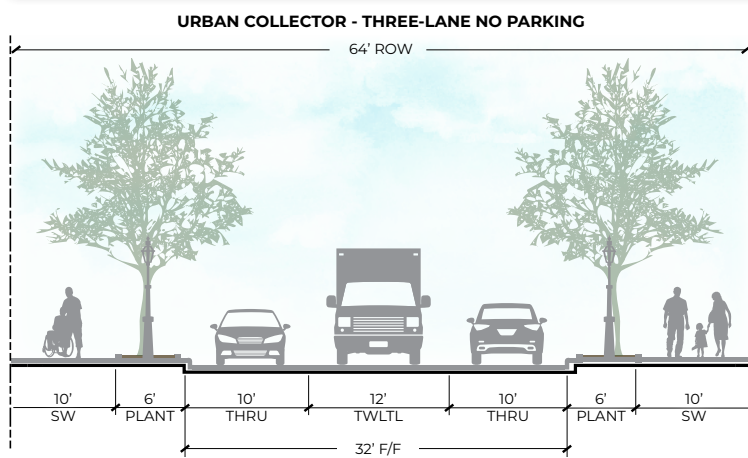 URBAN COLLECTOR - THREE-LANE NO PARKING
64’ ROW
10’ 6’ 10’ 12’ 10’ 6’ 10’
SW PLANT THRU TWLTL THRU PLANT SW
32’ F/F